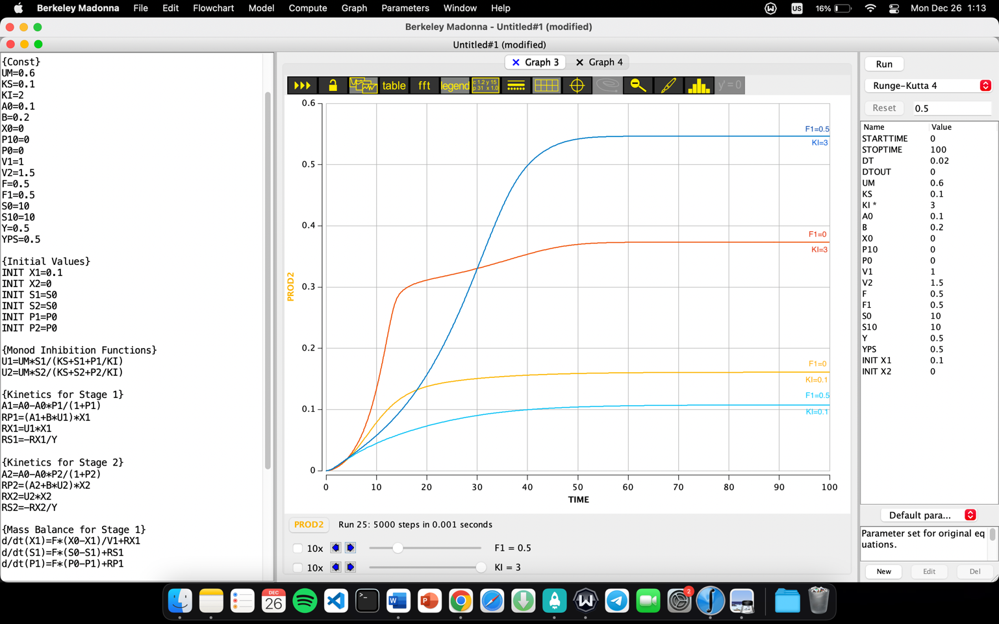 Berkeley Madonna File Edit Flowchart Model Compute Graph Parameters Window Help US 16% Mon Dec 26 1:13
Berkeley Madonna - Untitled#1 (modified)
Untitled#1 (modified)
{Const}
UM=0.6
KS=0.1
KI=2
A0=0.1
B=0.2
X0=0
P10=0
P0=0
V1=1
V2=1.5
F=0.5
F1=0.5
S0=10
S10=10
Y=0.5
YPS=0.5
{Initial Values}
INIT X1=0.1
INIT X2=0
INIT S1=S0
INIT S2=S0
INIT P1=P0
INIT P2=P0
{Monod Inhibition Functions}
U1=UM*S1/(KS+S1+P1/KI)
U2=UM*S2/(KS+S2+P2/KI)
{Kinetics for Stage 1}
A1=A0-A0*P1/(1+P1)
RP1=(A1+B*U1)*X1
RX1=U1*X1
RS1=-RX1/Y
{Kinetics for Stage 2}
A2=A0-A0*P2/(1+P2)
RP2=(A2+B*U2)*X2
RX2=U2*X2
RS2=-RX2/Y
{Mass Balance for Stage 1}
d/dt(X1)=F*(X0-X1)/V1+RX1
d/dt(S1)=F*(S0-S1)+RS1
d/dt(P1)=F*(P0-P1)+RP1
Graph 3 Graph 4
table fft legend c 1.2 y 15 y'=0
p 31 x 1.0
0.6
0.5
0.4
0.3
0.2
0.1
0
PROD2
F1=0.5
KI=3
F1=0
KI=3
F1=0
KI=0.1
F1=0.5
KI=0.1
0 10 20 30 40 50 60 70 80 90 100
TIME
PROD2 Run 25: 5000 steps in 0.001 seconds
10x F1 = 0.5
10x KI = 3
Run
Runge-Kutta 4
Reset 0.5
Name Value
STARTTIME 0
STOPTIME 100
DT 0.02
DTOUT 0
UM 0.6
KS 0.1
KI * 3
A0 0.1
B 0.2
X0 0
P10 0
P0 0
V1 1
V2 1.5
F 0.5
F1 0.5
S0 10
S10 10
Y 0.5
YPS 0.5
INIT X1 0.1
INIT X2 0
Default para...
Parameter set for original eq
uations.
New Edit Del
DEC
26
2